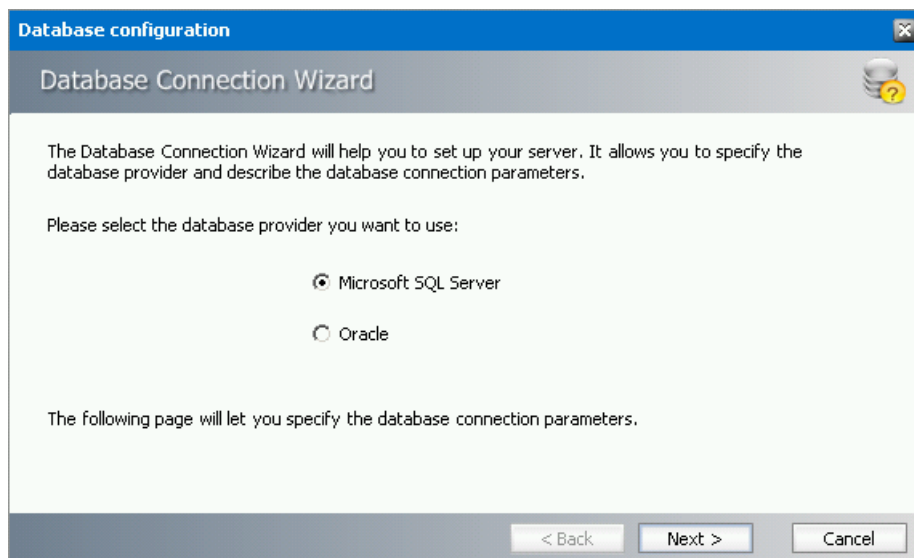 Database configuration
Database Connection Wizard
The Database Connection Wizard will help you to set up your server. It allows you to specify the
database provider and describe the database connection parameters.
Please select the database provider you want to use:
Microsoft SQL Server
Oracle
The following page will let you specify the database connection parameters.
< Back
Next >
Cancel